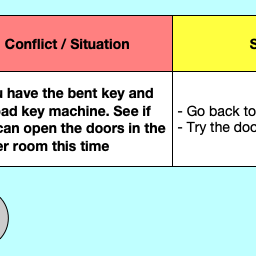 Conflict / Situation
have the bent key and
key machine. See if
can open the doors in the
room this time
- Go back to
- Try the